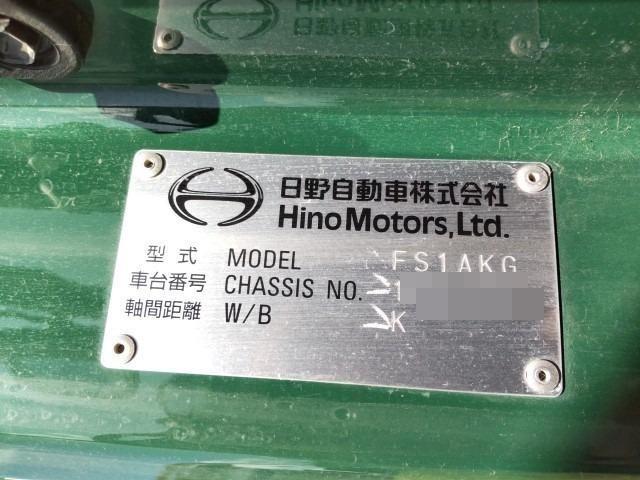 日野自動車株式会社
Hino Motors, Ltd.
型式 MODEL FS1AKG
車台番号 CHASSIS NO. 1
軸間距離 W/B K